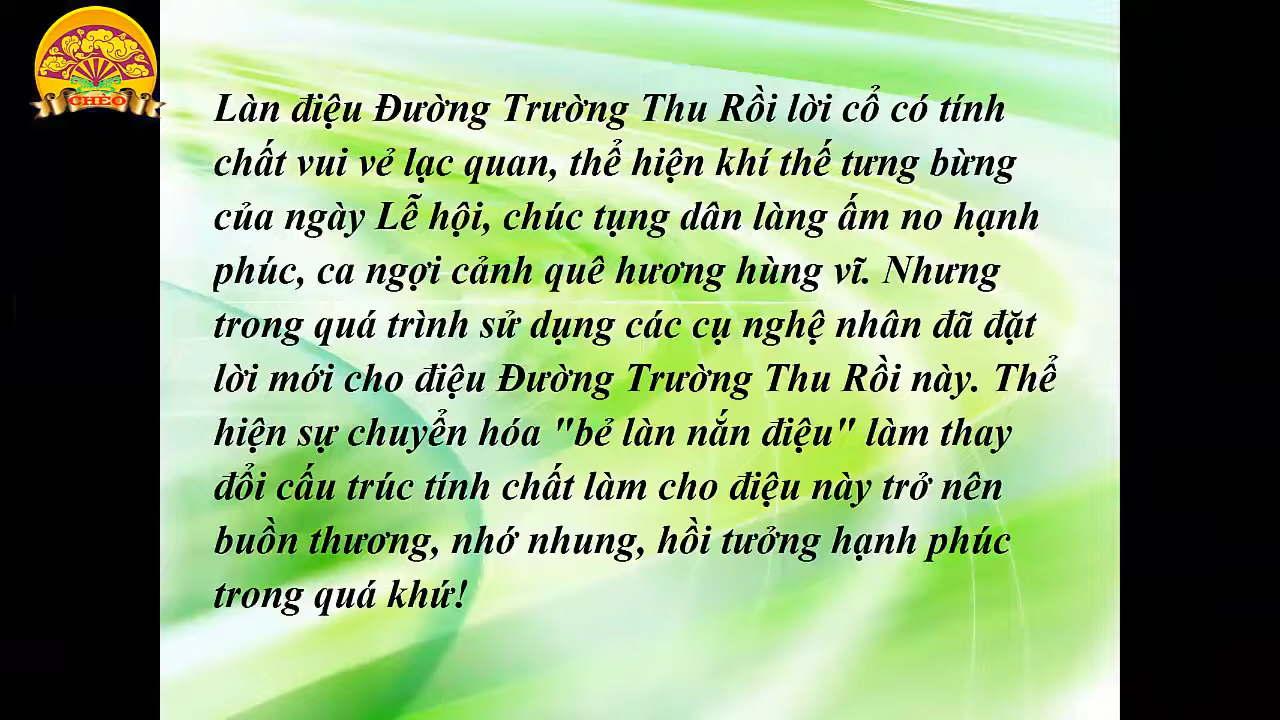 CHÈO
Làn điệu Đường Trường Thu Rồi lời cổ có tính
chất vui vẻ lạc quan, thể hiện khí thế tưng bừng
của ngày Lễ hội, chúc tụng dân làng ấm no hạnh
phúc, ca ngợi cảnh quê hương hùng vĩ. Nhưng
trong quá trình sử dụng các cụ nghệ nhân đã đặt
lời mới cho điệu Đường Trường Thu Rồi này. Thể
hiện sự chuyển hóa "bẻ làn nắn điệu" làm thay
đổi cấu trúc tính chất làm cho điệu này trở nên
buồn thương, nhớ nhung, hồi tưởng hạnh phúc
trong quá khứ!